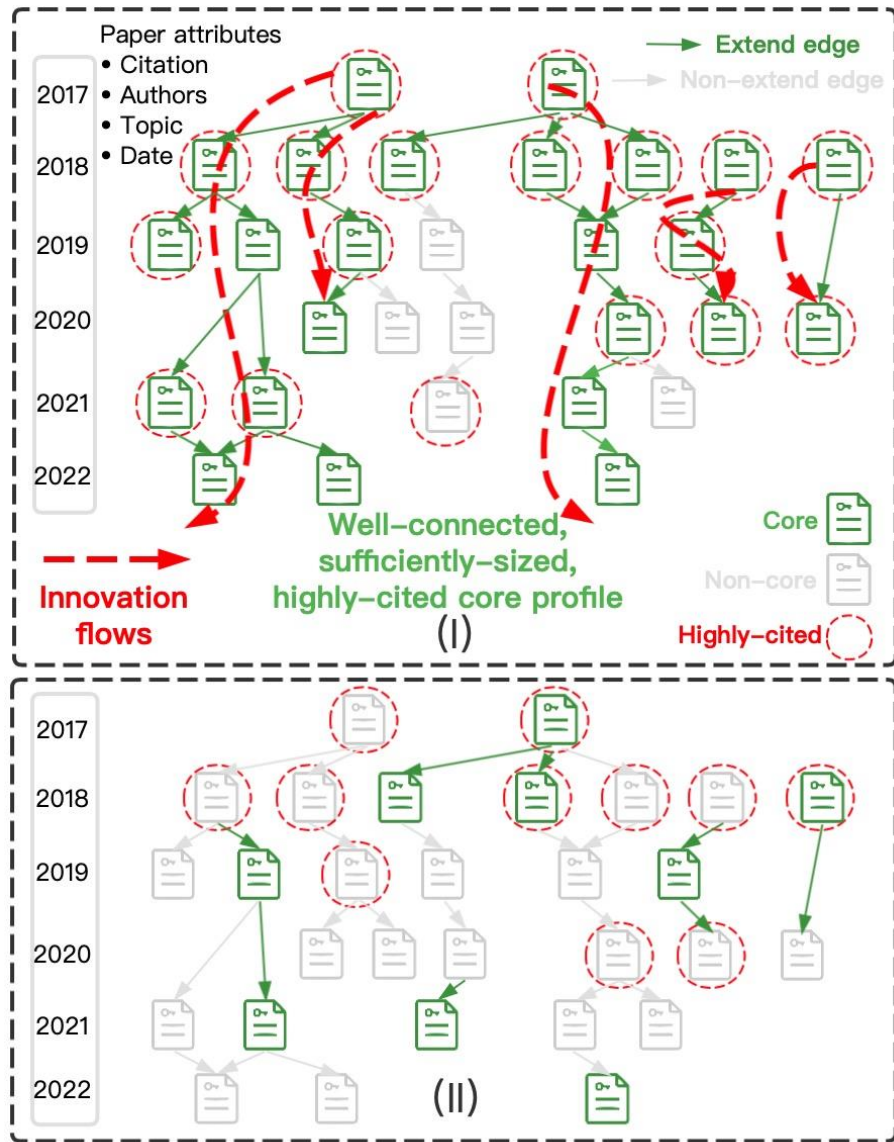 Paper attributes
• Citation
• Authors
• Topic
• Date
Extend edge
Non-extend edge
2017
2018
2019
2020
2021
2022
Innovation
flows
Well-connected,
sufficiently-sized,
highly-cited core profile
(I)
Core
Non-core
Highly-cited
2017
2018
2019
2020
2021
2022
(II)